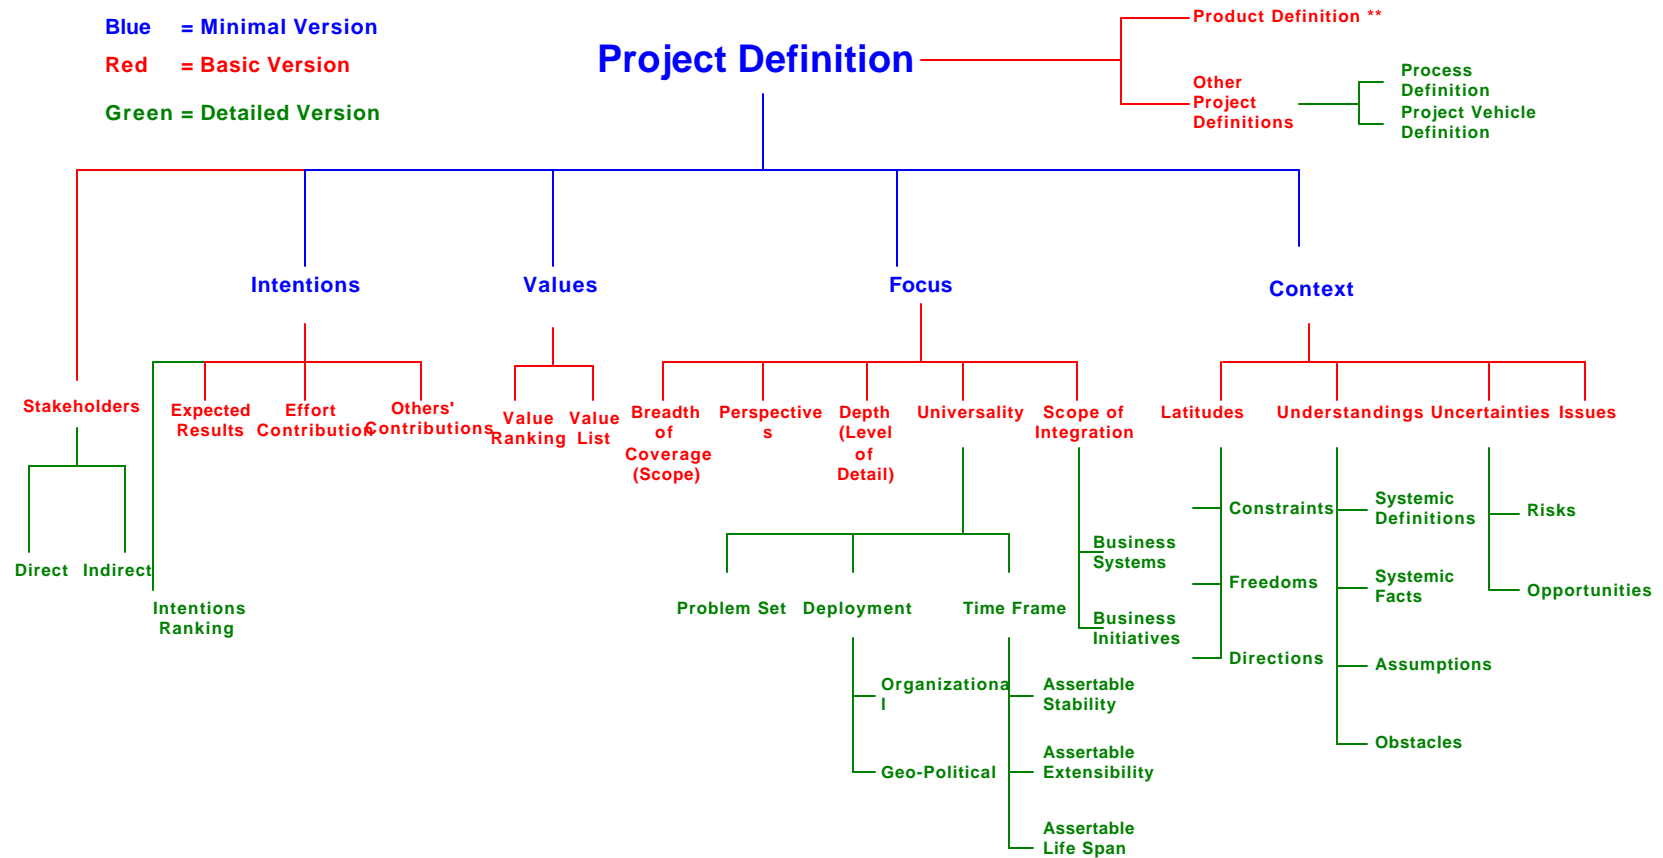 Blue = Minimal Version
Red = Basic Version
Green = Detailed Version
Project Definition
Product Definition **
Other
Project
Definitions
Process
Definition
Project Vehicle
Definition
Intentions
Values
Focus
Context
Stakeholders
Expected
Results
Effort
Contribution
Others'
Contributions
Value
Ranking
Value
List
Breadth
of
Coverage
(Scope)
Perspective
s
Depth
(Level
of
Detail)
Universality
Scope of
Integration
Latitudes
Understandings
Uncertainties
Issues
Direct
Indirect
Intentions
Ranking
Problem Set
Deployment
Time Frame
Business
Systems
Business
Initiatives
Constraints
Freedoms
Directions
Systemic
Definitions
Systemic
Facts
Assumptions
Obstacles
Risks
Opportunities
Organizationa
l
Geo-Political
Assertable
Stability
Assertable
Extensibility
Assertable
Life Span